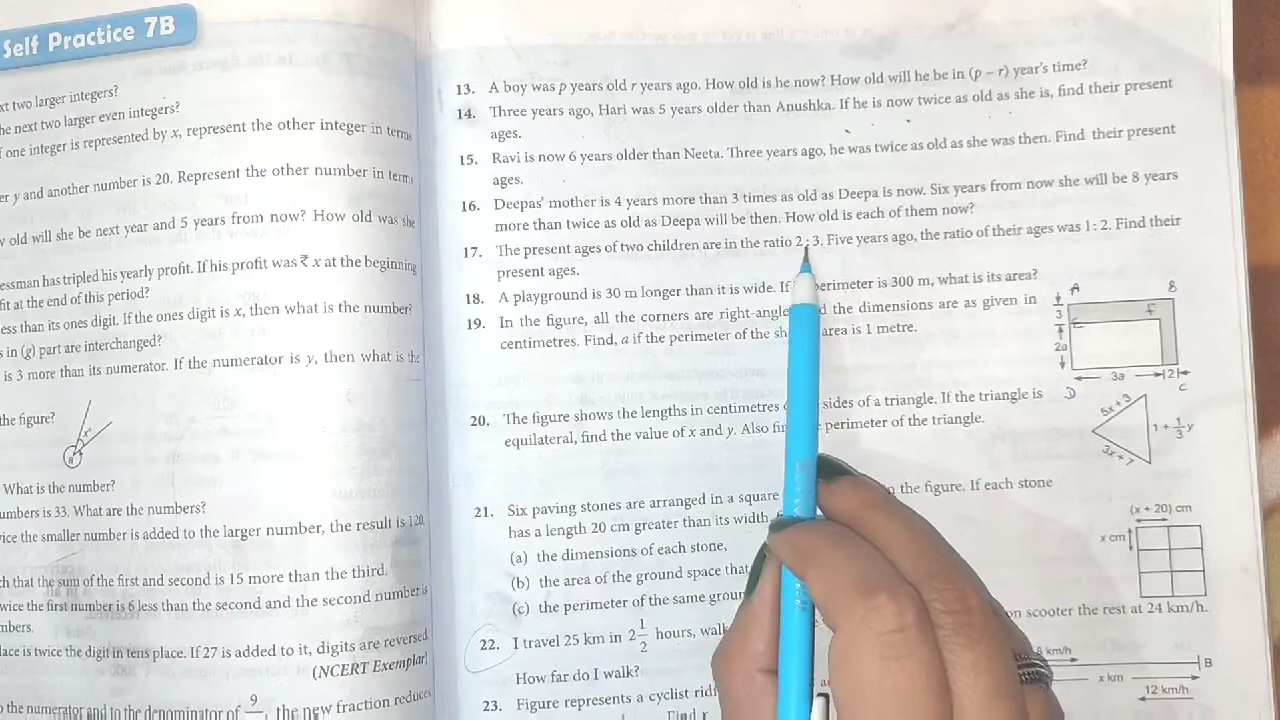 Self Practice 7B
xt two larger integers?
he next two larger even integers?
f one integer is represented by x, represent the other integer in terms
er y and another number is 20. Represent the other number in terms
old will she be next year and 5 years from now? How old was she
essman has tripled his yearly profit. If his profit was ₹ x at the beginning
fit at the end of this period?
ess than its ones digit. If the ones digit is x, then what is the number?
s in (g) part are interchanged?
is 3 more than its numerator. If the numerator is y, then what is the
the figure?
What is the number?
umbers is 33. What are the numbers?
ice the smaller number is added to the larger number, the result is 120
ch that the sum of the first and second is 15 more than the third.
wice the first number is 6 less than the second and the second number is
nbers.
lace is twice the digit in tens place. If 27 is added to it, digits are reversed
(NCERT Exemplar)
o the numerator and to the denominator of 9, the new fraction reduces
13. A boy was p years old r years ago. How old is he now? How old will he be in (p – r) year's time?
14. Three years ago, Hari was 5 years older than Anushka. If he is now twice as old as she is, find their present
ages.
15. Ravi is now 6 years older than Neeta. Three years ago, he was twice as old as she was then. Find their present
ages.
16. Deepas' mother is 4 years more than 3 times as old as Deepa is now. Six years from now she will be 8 years
more than twice as old as Deepa will be then. How old is each of them now?
17. The present ages of two children are in the ratio 2 : 3. Five years ago, the ratio of their ages was 1 : 2. Find their
present ages.
18. A playground is 30 m longer than it is wide. If perimeter is 300 m, what is its area?
19. In the figure, all the corners are right-angle the dimensions are as given in
centimetres. Find, a if the perimeter of the sh area is 1 metre.
A B
3 E F
2a
3a 2
D C
20. The figure shows the lengths in centimetres sides of a triangle. If the triangle is
equilateral, find the value of x and y. Also fin perimeter of the triangle.
5x + 3
1 + 1/3 y
3x + 7
21. Six paving stones are arranged in a square the figure. If each stone
has a length 20 cm greater than its width,
(a) the dimensions of each stone,
(b) the area of the ground space that
(c) the perimeter of the same groun
(x + 20) cm
x cm
22. I travel 25 km in 2 1/2 hours, walk on scooter the rest at 24 km/h.
How far do I walk?
23. Figure represents a cyclist ridi
Find r
8 km/h
B
x km
12 km/h